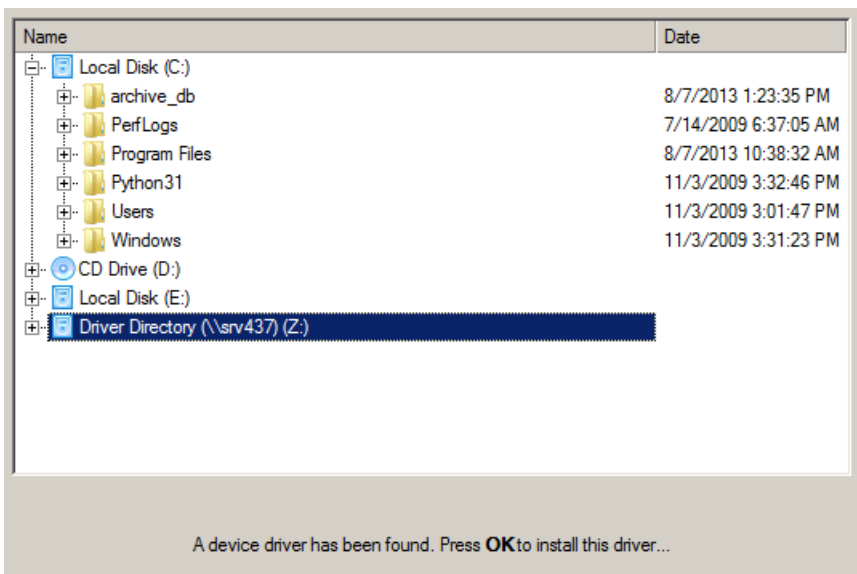 Name Date
Local Disk (C:)
archive_db 8/7/2013 1:23:35 PM
PerfLogs 7/14/2009 6:37:05 AM
Program Files 8/7/2013 10:38:32 AM
Python31 11/3/2009 3:32:46 PM
Users 11/3/2009 3:01:47 PM
Windows 11/3/2009 3:31:23 PM
CD Drive (D:)
Local Disk (E:)
Driver Directory (\\srv437) (Z:)
A device driver has been found. Press OK to install this driver...